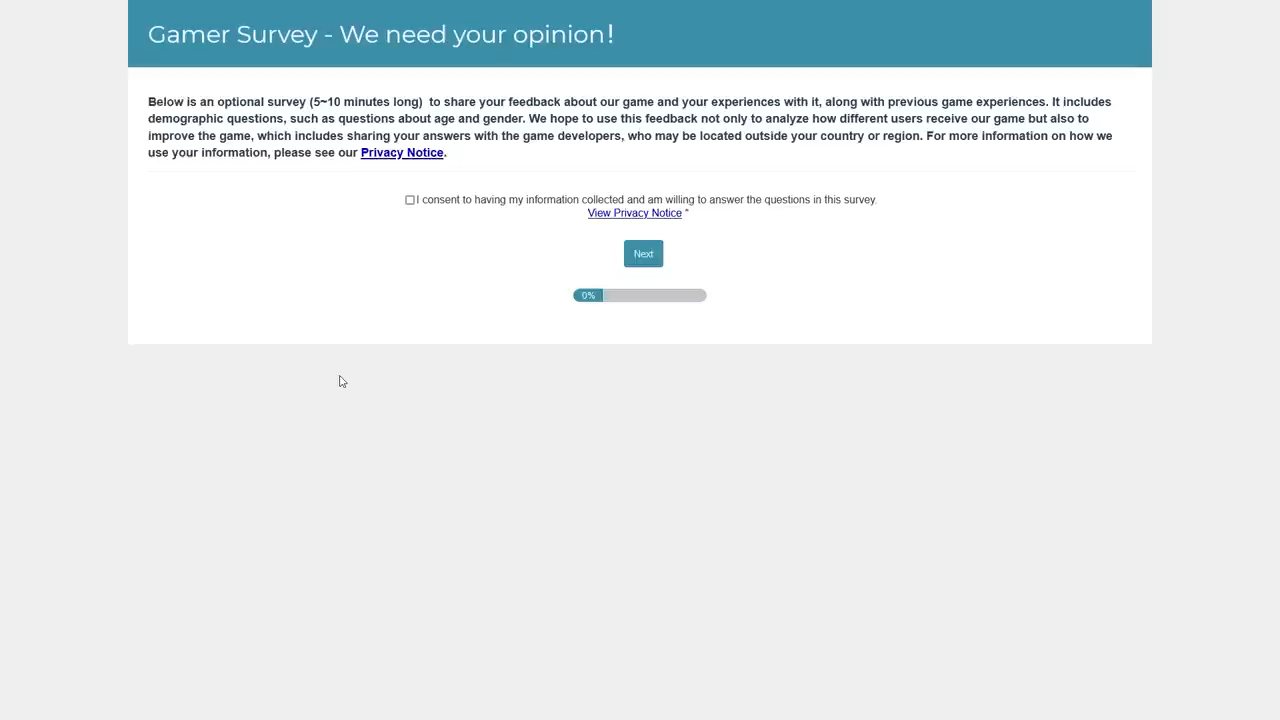 Gamer Survey - We need your opinion!
Below is an optional survey (5~10 minutes long)  to share your feedback about our game and your experiences with it, along with previous game experiences. It includes
demographic questions, such as questions about age and gender. We hope to use this feedback not only to analyze how different users receive our game but also to
improve the game, which includes sharing your answers with the game developers, who may be located outside your country or region. For more information on how we
use your information, please see our Privacy Notice.
I consent to having my information collected and am willing to answer the questions in this survey.
View Privacy Notice *
Next
0%